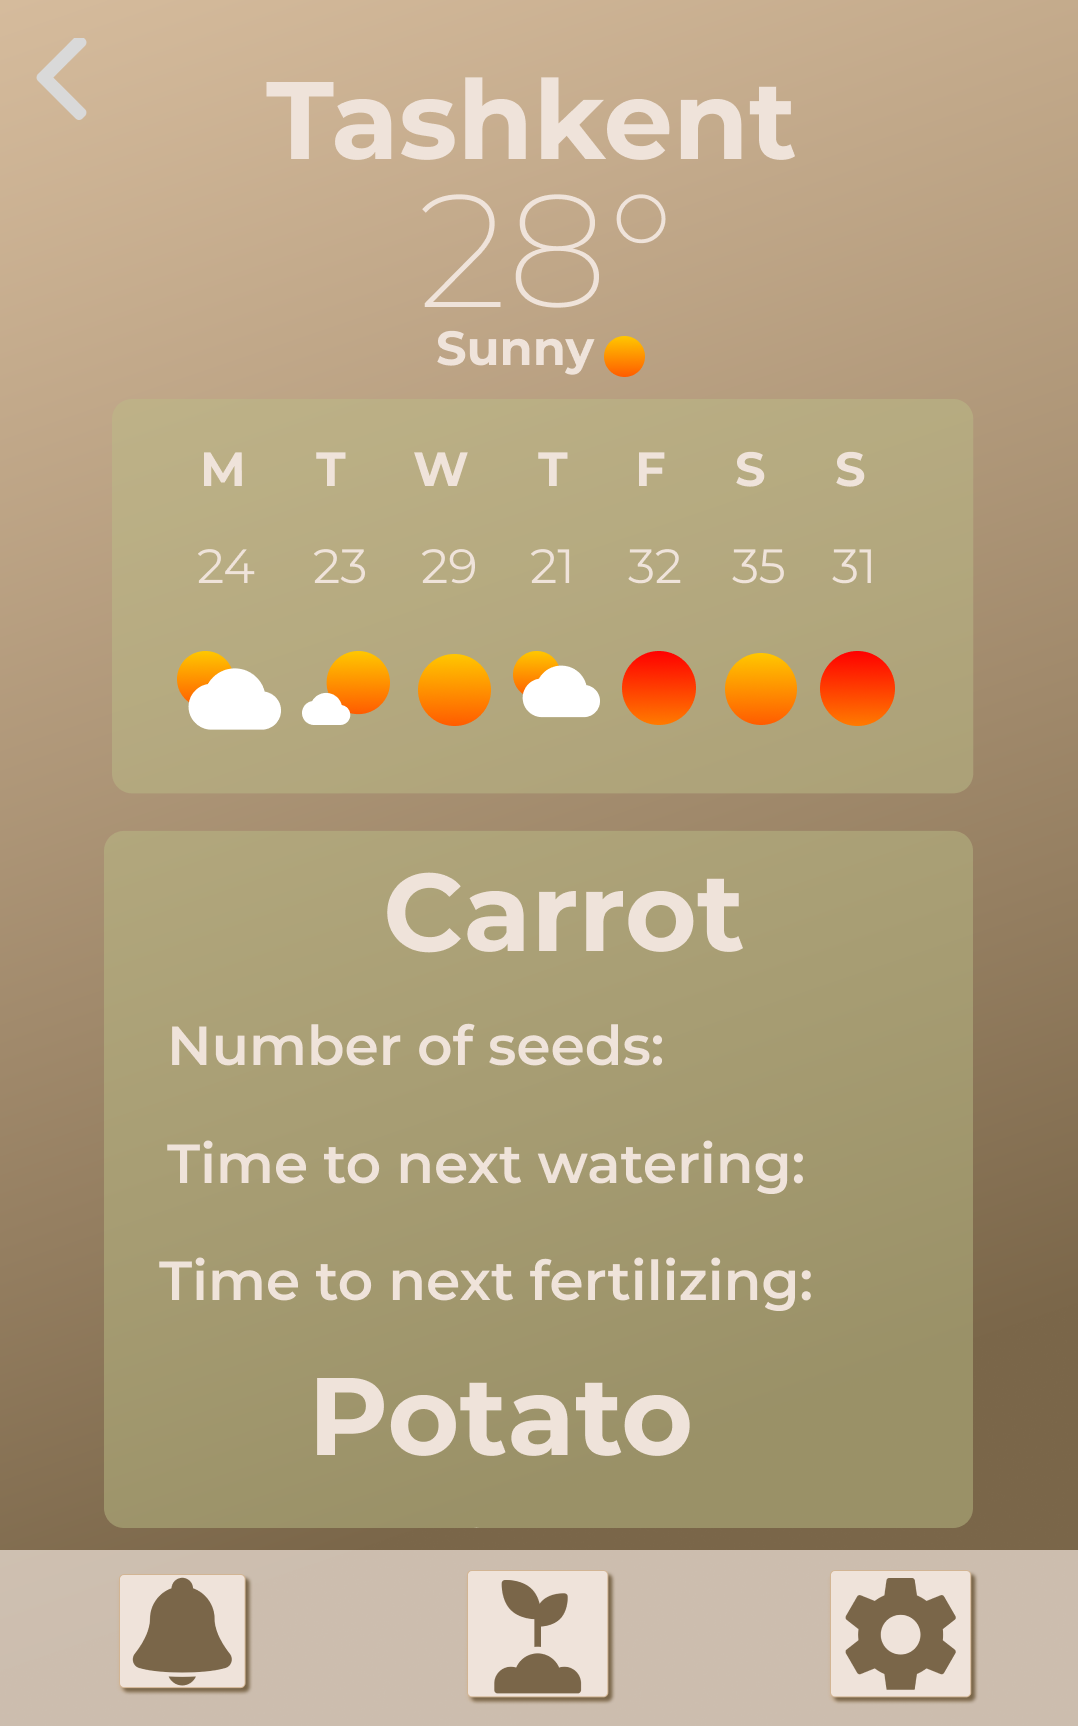 Tashkent
28°
Sunny
M T W T F S S
24 23 29 21 32 35 31
Carrot
Number of seeds:
Time to next watering:
Time to next fertilizing:
Potato